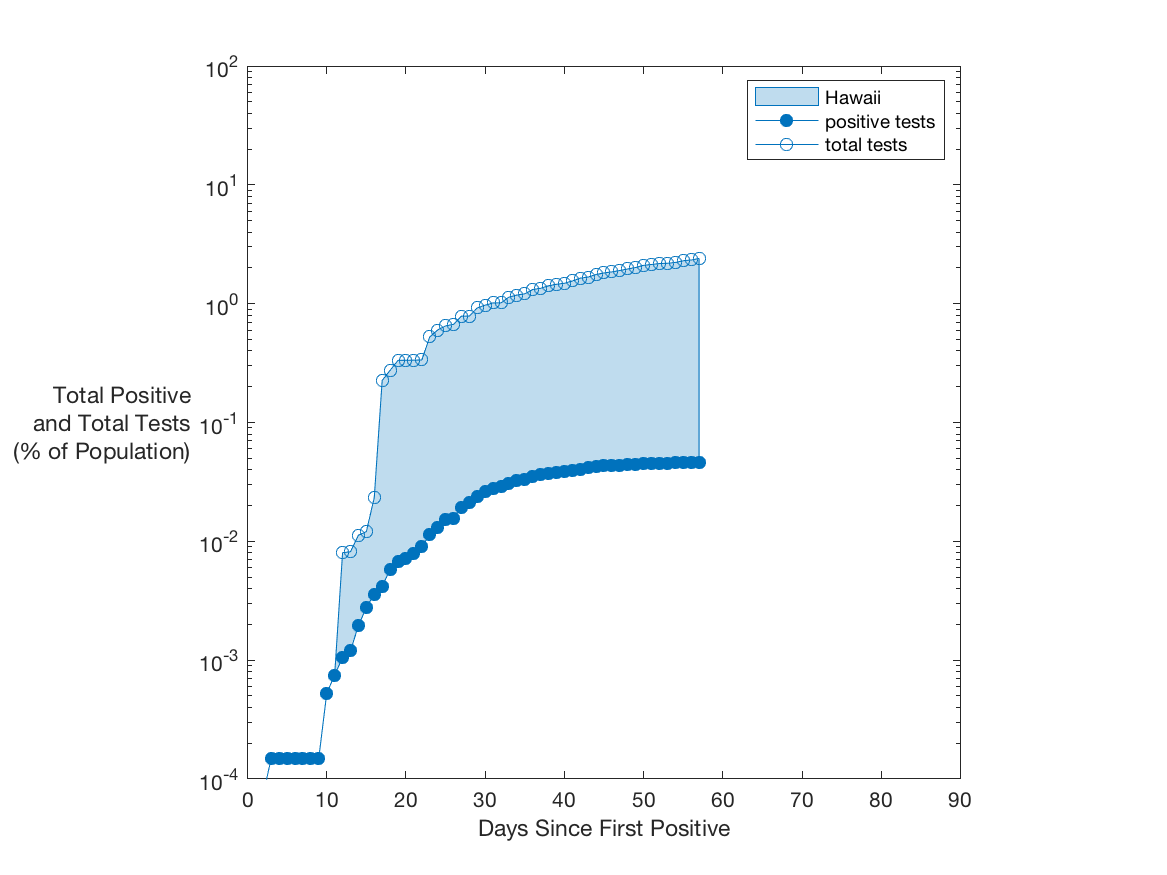 10^2
10^1
10^0
10^-1
10^-2
10^-3
10^-4
Total Positive
and Total Tests
(% of Population)
Hawaii
positive tests
total tests
0 10 20 30 40 50 60 70 80 90
Days Since First Positive